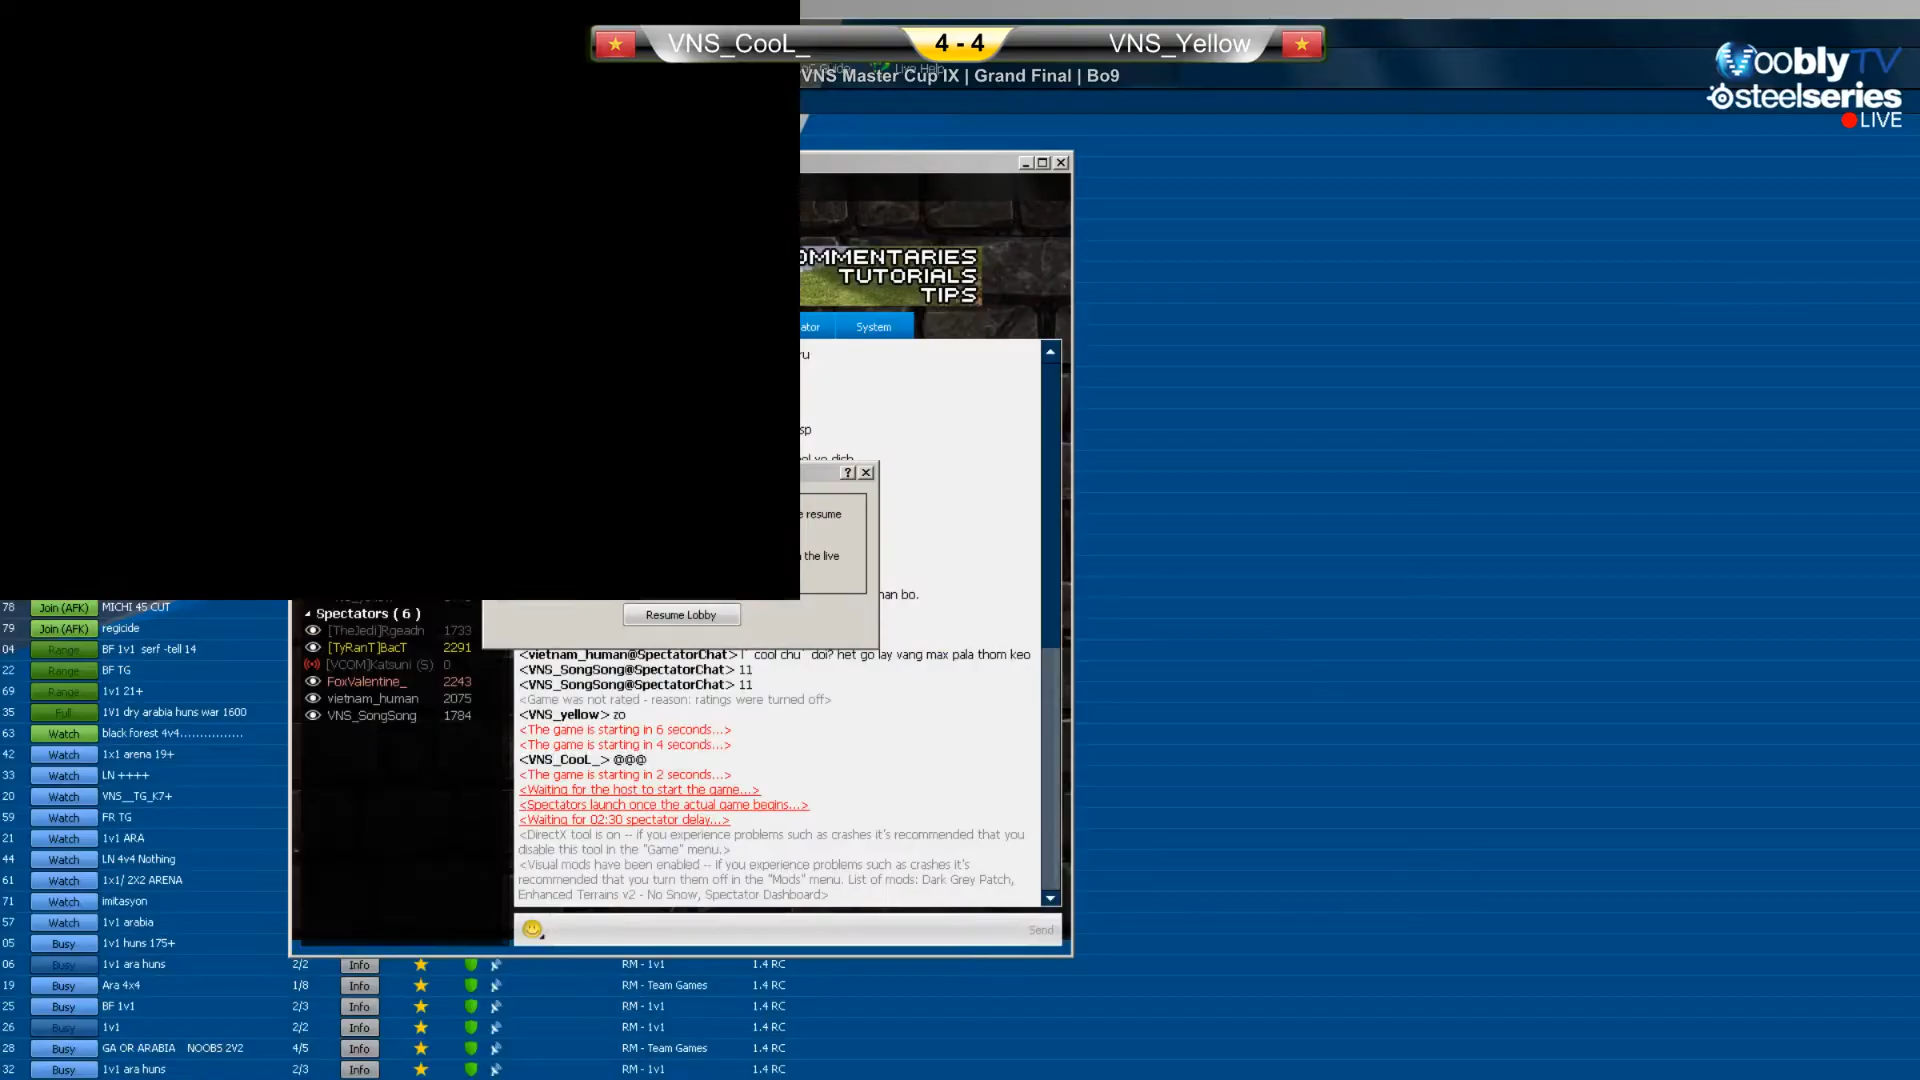 VNS_CooL_ 4 - 4 VNS_Yellow
Live Help
VNS Master Cup IX | Grand Final | Bo9
VooblyTV
steelseries
LIVE
OMMENTARIES
TUTORIALS
TIPS
ator System
ru
sp
e resume
the live
han bo.
Resume Lobby
78 Join (AFK) MICHI 45 CUT
79 Join (AFK) regicide
04 Range BF 1v1 serf -tell 14
22 Range BF TG
69 Range 1v1 21+
35 Full 1V1 dry arabia huns war 1600
63 Watch black forest 4v4................
42 Watch 1x1 arena 19+
33 Watch LN ++++
20 Watch VNS__TG_K7+
59 Watch FR TG
21 Watch 1v1 ARA
44 Watch LN 4v4 Nothing
61 Watch 1x1/ 2X2 ARENA
71 Watch imitasyon
57 Watch 1v1 arabia
05 Busy 1v1 huns 175+
06 Busy 1v1 ara huns 2/2 Info RM - 1v1 1.4 RC
19 Busy Ara 4x4 1/8 Info RM - Team Games 1.4 RC
25 Busy BF 1v1 2/3 Info RM - 1v1 1.4 RC
26 Busy 1v1 2/2 Info RM - 1v1 1.4 RC
28 Busy GA OR ARABIA NOOBS 2V2 4/5 Info RM - Team Games 1.4 RC
32 Busy 1v1 ara huns 2/3 Info RM - 1v1 1.4 RC
Spectators ( 6 )
[TheJedi]Rgeadn 1733
[TyRanT]BacT 2291
[VCOM]Katsuni (S) 0
FoxValentine_ 2243
vietnam_human 2075
VNS_SongSong 1784
<vietnam_human@SpectatorChat> cool chu doi? het go lay vang max pala thom keo
<VNS_SongSong@SpectatorChat> 11
<VNS_SongSong@SpectatorChat> 11
<Game was not rated - reason: ratings were turned off>
<VNS_yellow> zo
<The game is starting in 6 seconds...>
<The game is starting in 4 seconds...>
<VNS_CooL_> @@@
<The game is starting in 2 seconds...>
<Waiting for the host to start the game...>
<Spectators launch once the actual game begins...>
<Waiting for 02:30 spectator delay...>
<DirectX tool is on -- if you experience problems such as crashes it's recommended that you
disable this tool in the "Game" menu.>
<Visual mods have been enabled -- if you experience problems such as crashes it's
recommended that you turn them off in the "Mods" menu. List of mods: Dark Grey Patch,
Enhanced Terrains v2 - No Snow, Spectator Dashboard>
Send